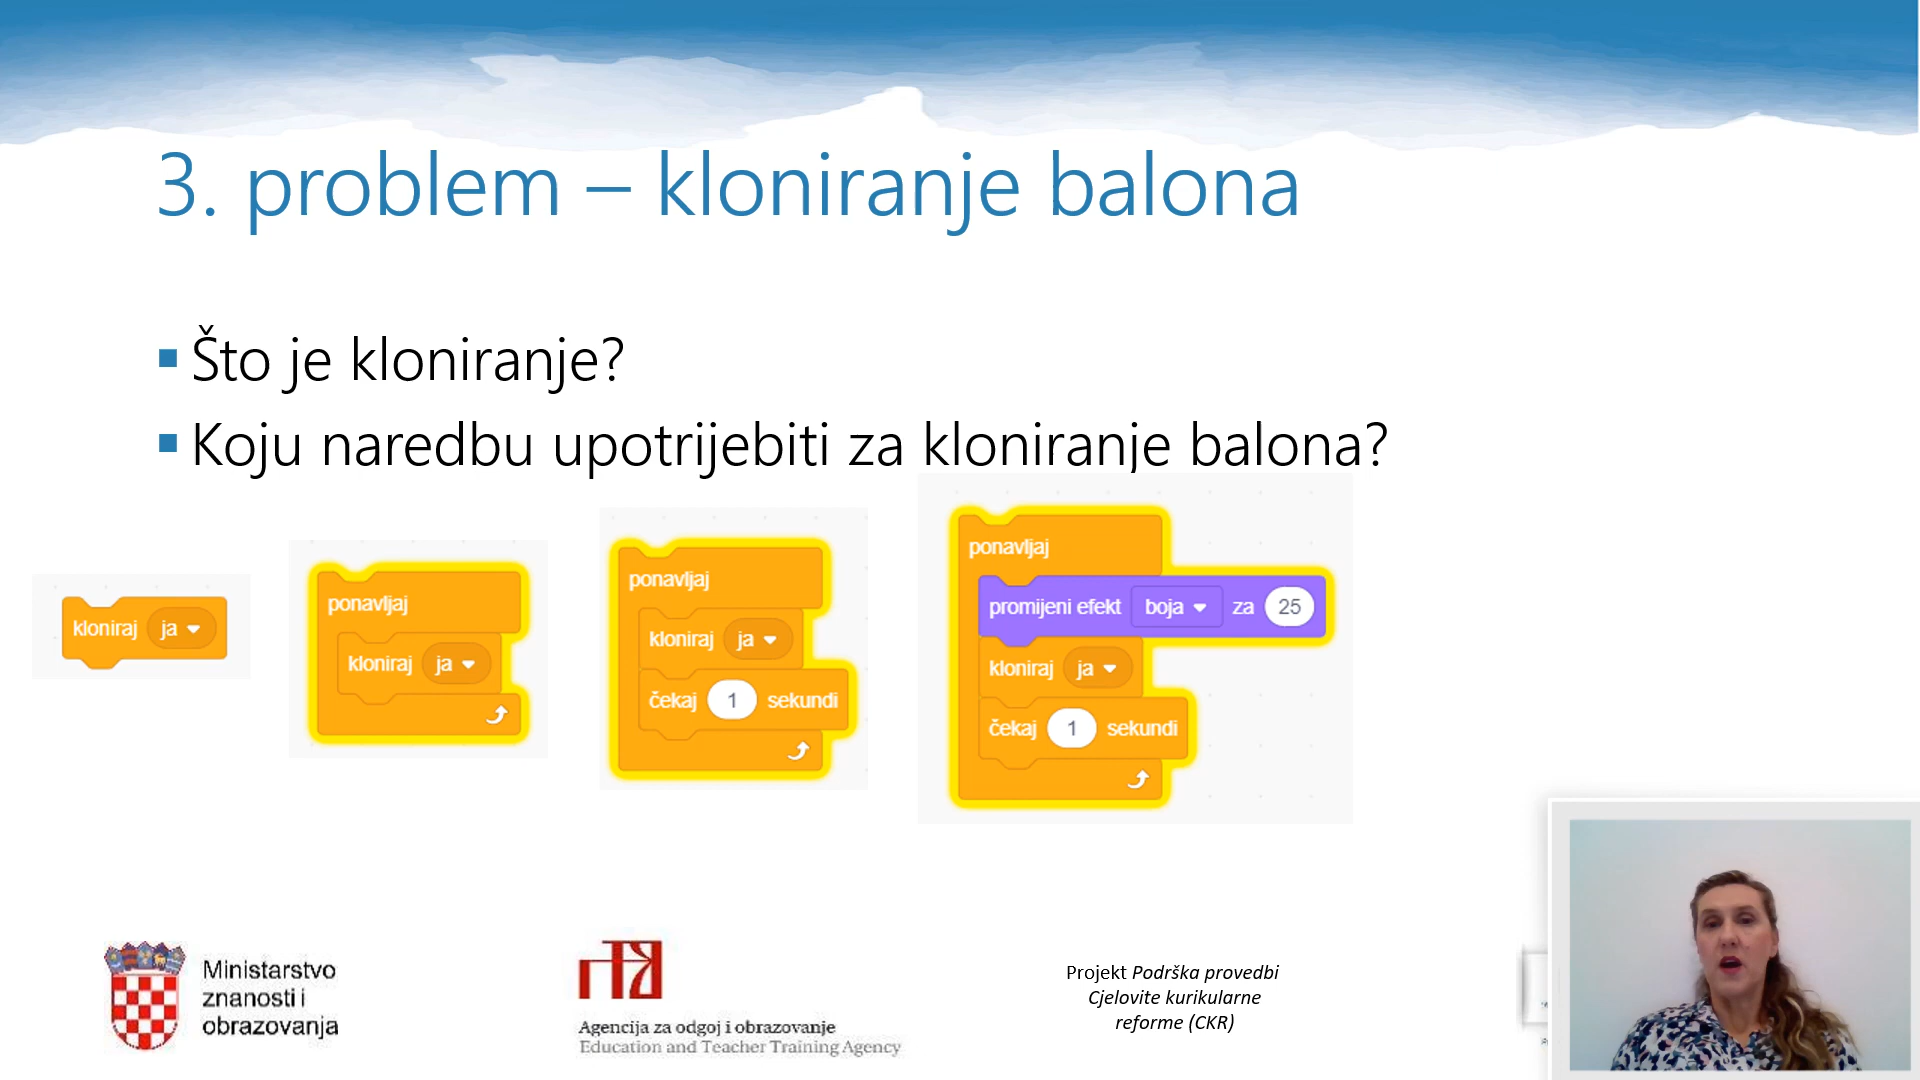 3. problem – kloniranje balona
Što je kloniranje?
Koju naredbu upotrijebiti za kloniranje balona?
kloniraj ja
ponavljaj
kloniraj ja
ponavljaj
kloniraj ja
čekaj 1 sekundi
ponavljaj
promijeni efekt boja za 25
kloniraj ja
čekaj 1 sekundi
Ministarstvo
znanosti i
obrazovanja
Agencija za odgoj i obrazovanje
Education and Teacher Training Agency
Projekt Podrška provedbi
Cjelovite kurikularne
reforme (CKR)